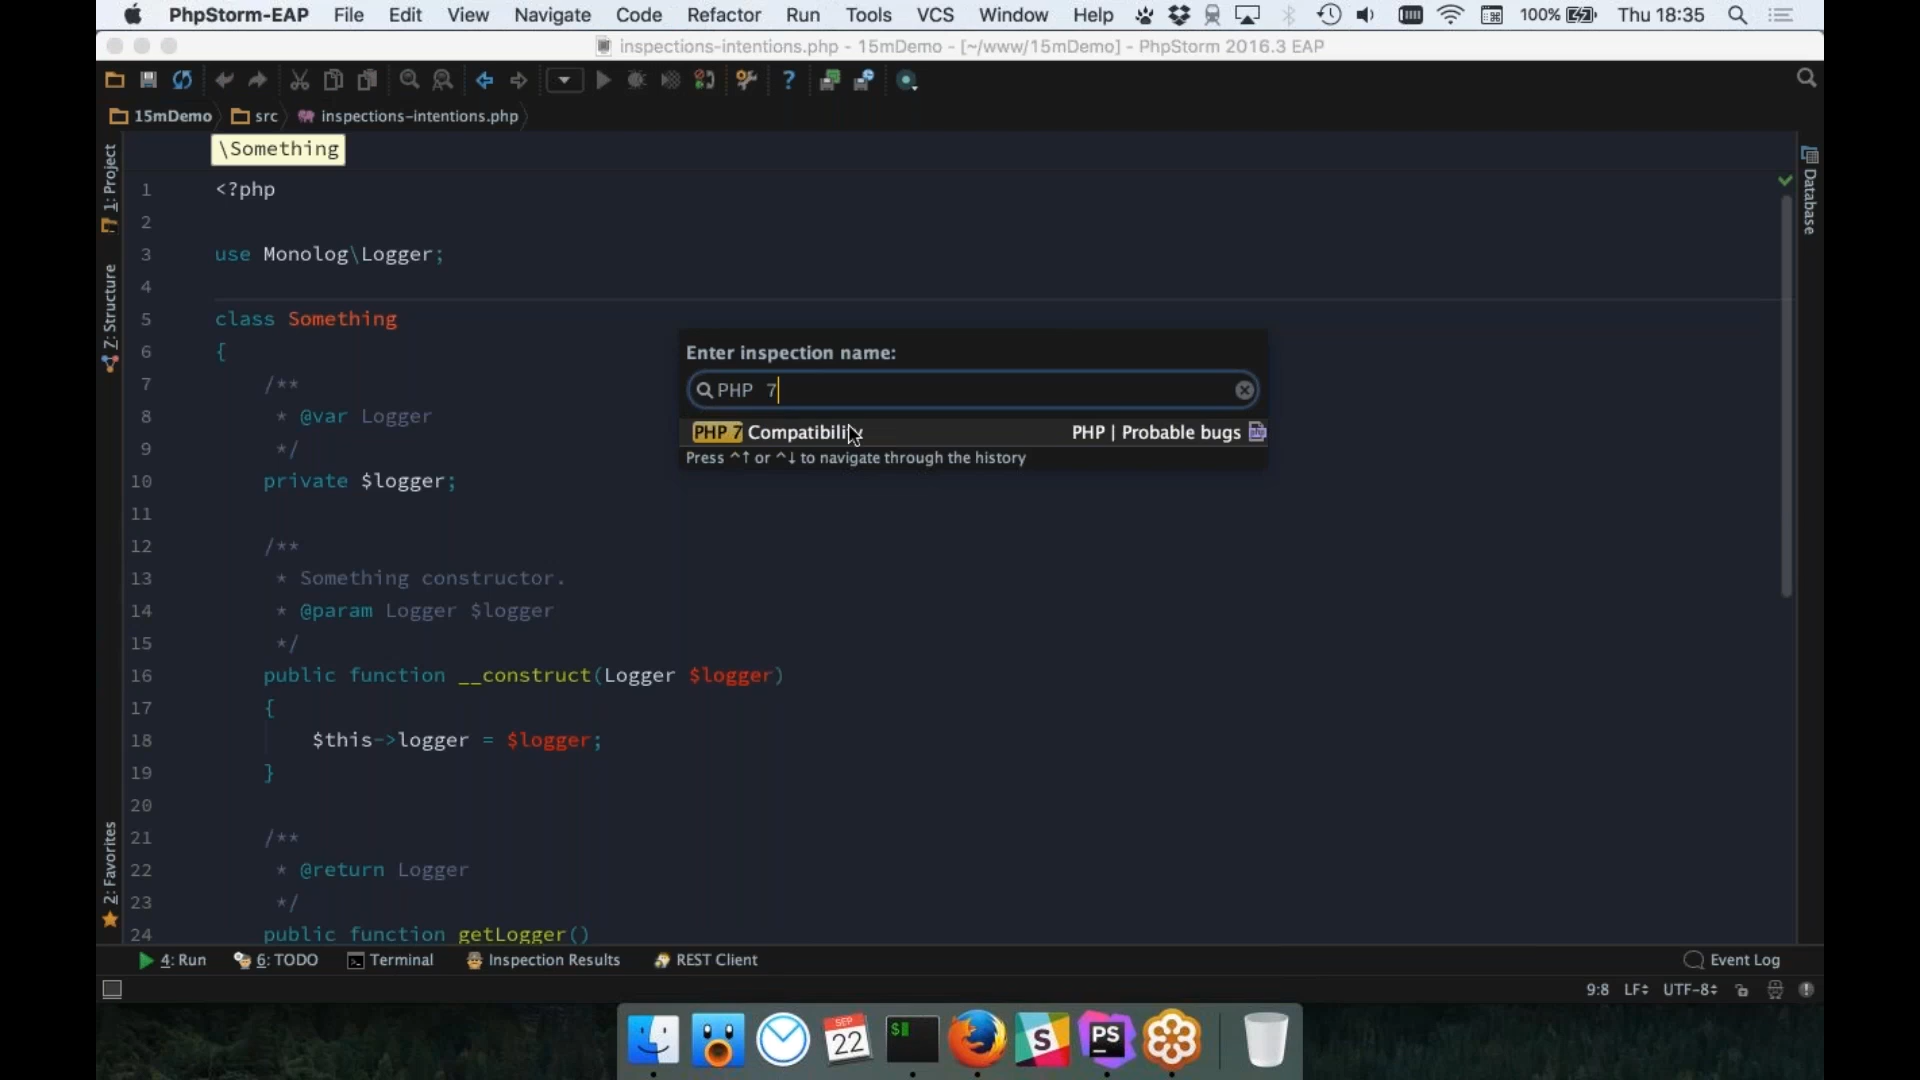 PhpStorm-EAP File Edit View Navigate Code Refactor Run Tools VCS Window Help 100% Thu 18:35
inspections-intentions.php - 15mDemo - [~/www/15mDemo] - PhpStorm 2016.3 EAP
15mDemo src inspections-intentions.php
\Something
1: Project
7: Structure
2: Favorites
Database
1 <?php
2
3 use Monolog\Logger;
4
5 class Something
6 {
7 /**
8 * @var Logger
9 */
10 private $logger;
11
12 /**
13 * Something constructor.
14 * @param Logger $logger
15 */
16 public function __construct(Logger $logger)
17 {
18 $this->logger = $logger;
19 }
20
21 /**
22 * @return Logger
23 */
24 public function getLogger()
Enter inspection name:
PHP 7
PHP 7 Compatibility PHP | Probable bugs
Press ^↑ or ^↓ to navigate through the history
4: Run 6: TODO Terminal Inspection Results REST Client Event Log
9:8 LF÷ UTF-8÷
SEP
22
$
S
PS